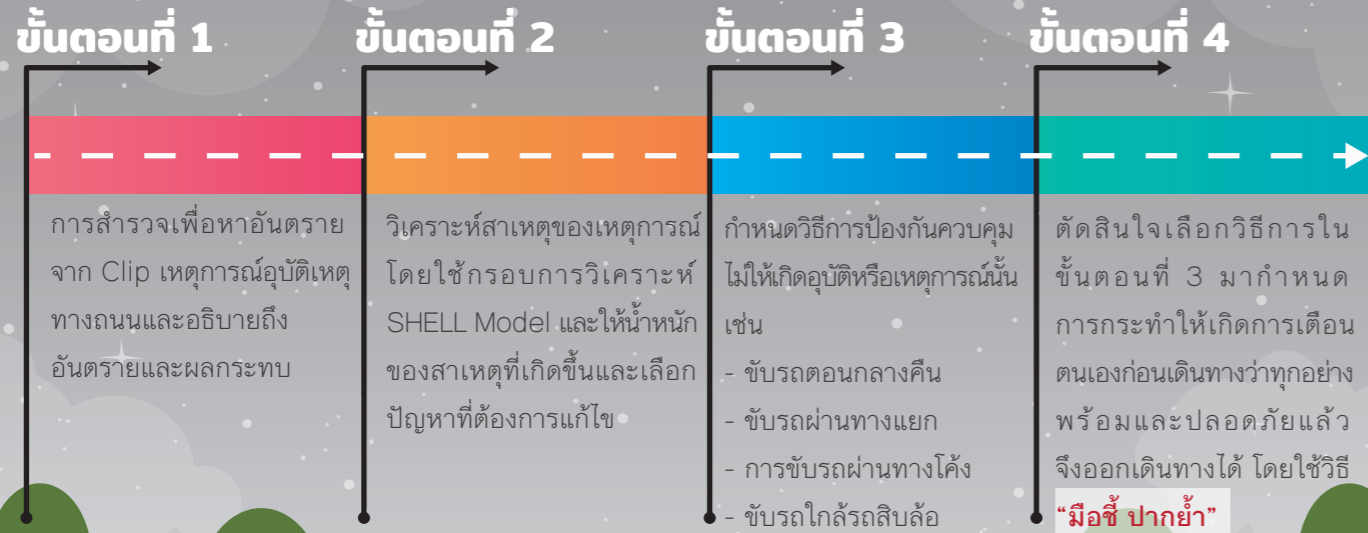 ขั้นตอนที่ 1
การสำรวจเพื่อหาอันตราย
จาก Clip เหตุการณ์อุบัติเหตุ
ทางถนนและอธิบายถึง
อันตรายและผลกระทบ
ขั้นตอนที่ 2
วิเคราะห์สาเหตุของเหตุการณ์
โดยใช้กรอบการวิเคราะห์
SHELL Model และให้น้ำหนัก
ของสาเหตุที่เกิดขึ้นและเลือก
ปัญหาที่ต้องการแก้ไข
ขั้นตอนที่ 3
กำหนดวิธีการป้องกันควบคุม
ไม่ให้เกิดอุบัติหรือเหตุการณ์นั้น
เช่น
- ขับรถตอนกลางคืน
- ขับรถผ่านทางแยก
- การขับรถผ่านทางโค้ง
- ขับรถใกล้รถสิบล้อ
ขั้นตอนที่ 4
ตัดสินใจเลือกวิธีการใน
ขั้นตอนที่ 3 มากำหนด
การกระทำให้เกิดการเตือน
ตนเองก่อนเดินทางว่าทุกอย่าง
พร้อมและปลอดภัยแล้ว
จึงออกเดินทางได้ โดยใช้วิธี
“มือชี้ ปากย้ำ”